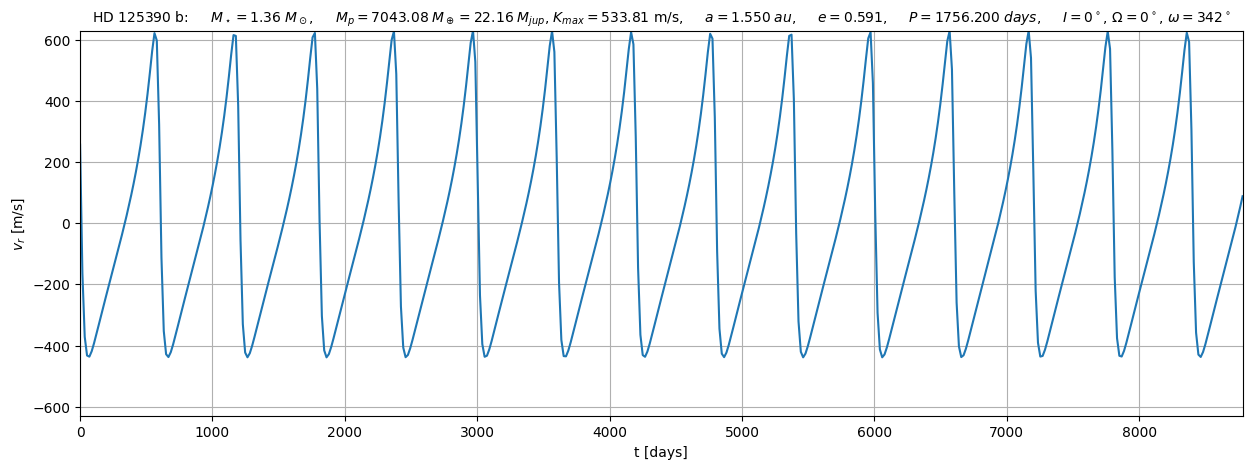 HD 125390 b: M⋆ = 1.36 M⊙, Mp = 7043.08 M⊕ = 22.16 Mjup, Kmax = 533.81 m/s, a = 1.550 au, e = 0.591, P = 1756.200 days, I = 0°, Ω = 0°, ω = 342°
600
400
200
0
−200
−400
−600
vr [m/s]
0 1000 2000 3000 4000 5000 6000 7000 8000
t [days]